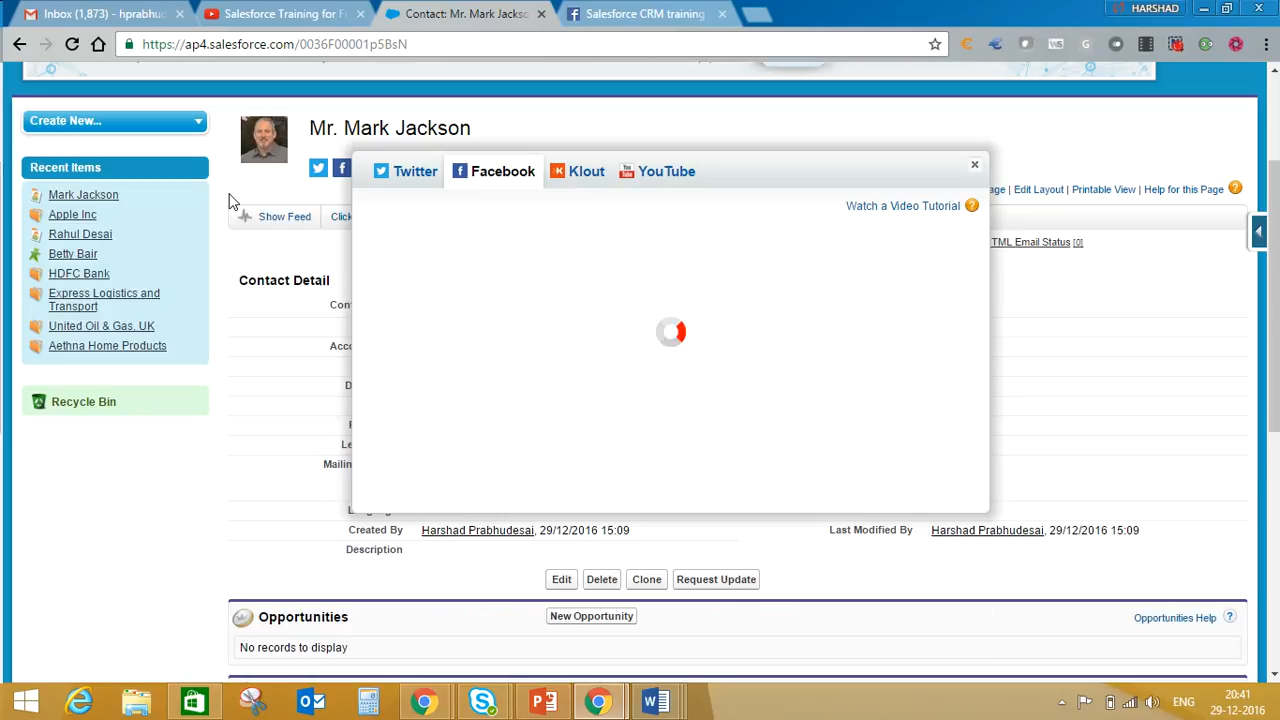 Inbox (1,873) - hprabhudes
Salesforce Training for F
Contact: Mr. Mark Jackso
Salesforce CRM training
HARSHAD
https://ap4.salesforce.com/0036F00001p5BsN
Create New...
Recent Items
Mark Jackson
Apple Inc
Rahul Desai
Betty Bair
HDFC Bank
Express Logistics and
Transport
United Oil & Gas, UK
Aethna Home Products
Recycle Bin
Mr. Mark Jackson
Twitter
Facebook
Klout
YouTube
Watch a Video Tutorial
age | Edit Layout | Printable View | Help for this Page
Show Feed
Click
TML Email Status [0]
Contact Detail
Con
Acco
D
Le
Mailin
Created By Harshad Prabhudesai, 29/12/2016 15:09
Last Modified By Harshad Prabhudesai, 29/12/2016 15:09
Description
Edit Delete Clone Request Update
Opportunities
New Opportunity
Opportunities Help
No records to display
ENG
20:41
29-12-2016